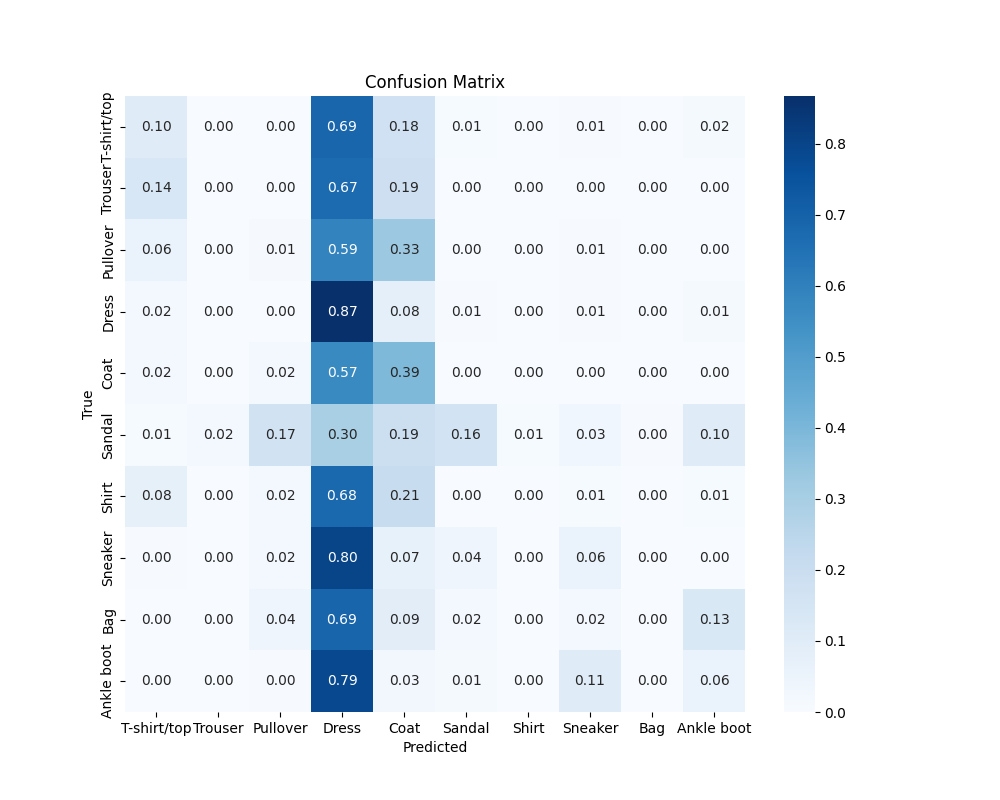 Confusion Matrix
T-shirt/top 0.10 0.00 0.00 0.69 0.18 0.01 0.00 0.01 0.00 0.02
Trouser 0.14 0.00 0.00 0.67 0.19 0.00 0.00 0.00 0.00 0.00
Pullover 0.06 0.00 0.01 0.59 0.33 0.00 0.00 0.01 0.00 0.00
Dress 0.02 0.00 0.00 0.87 0.08 0.01 0.00 0.01 0.00 0.01
Coat 0.02 0.00 0.02 0.57 0.39 0.00 0.00 0.00 0.00 0.00
Sandal 0.01 0.02 0.17 0.30 0.19 0.16 0.01 0.03 0.00 0.10
Shirt 0.08 0.00 0.02 0.68 0.21 0.00 0.00 0.01 0.00 0.01
Sneaker 0.00 0.00 0.02 0.80 0.07 0.04 0.00 0.06 0.00 0.00
Bag 0.00 0.00 0.04 0.69 0.09 0.02 0.00 0.02 0.00 0.13
Ankle boot 0.00 0.00 0.00 0.79 0.03 0.01 0.00 0.11 0.00 0.06
T-shirt/top Trouser Pullover Dress Coat Sandal Shirt Sneaker Bag Ankle boot
Predicted
True
0.8
0.7
0.6
0.5
0.4
0.3
0.2
0.1
0.0